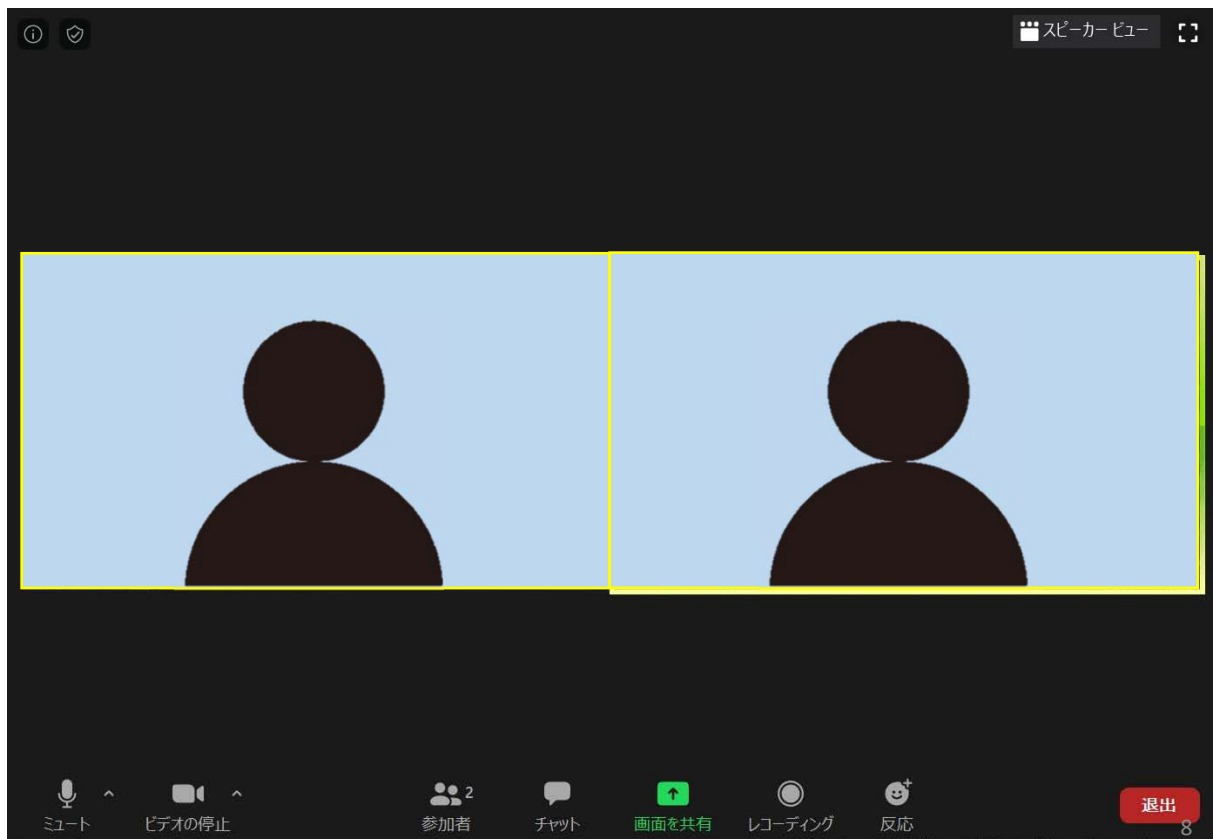 スピーカー ビュー
ミュート
ビデオの停止
参加者
2
チャット
画面を共有
レコーディング
反応
退出
8